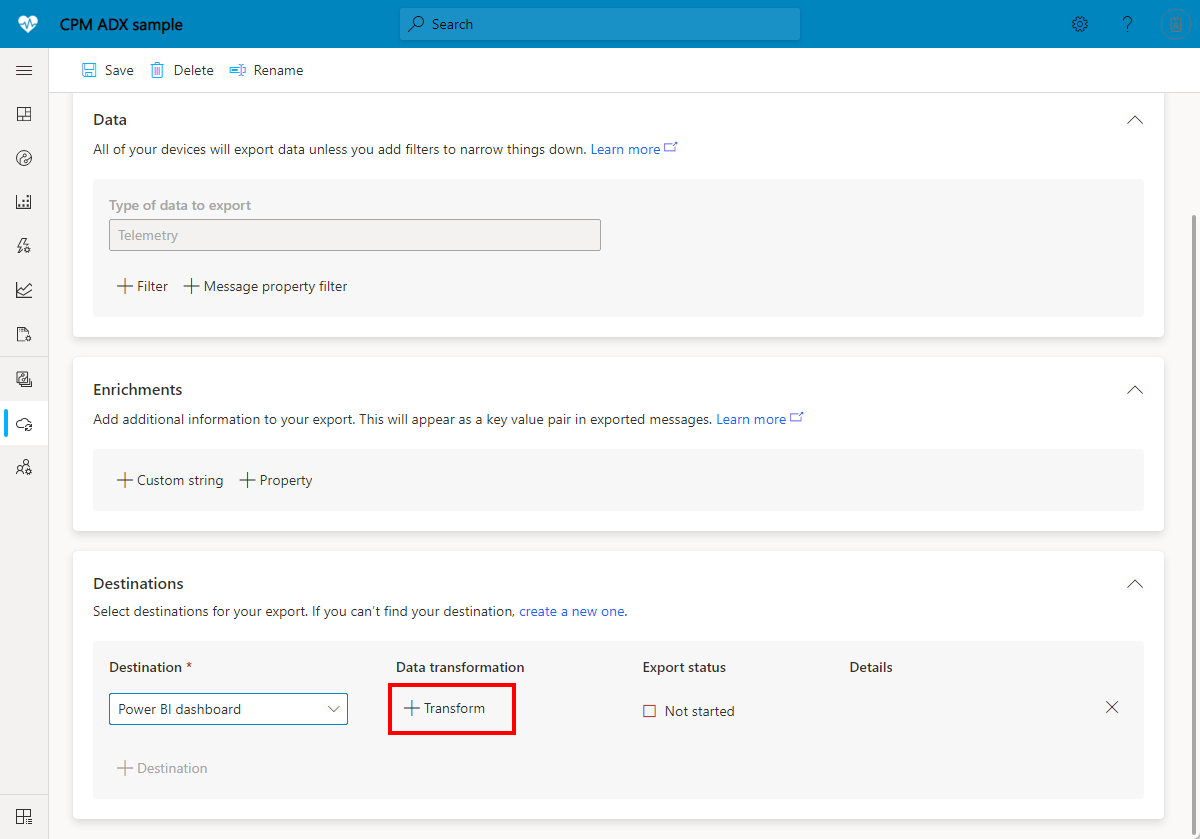 CPM ADX sample
Search
?
Save Delete Rename
Data
All of your devices will export data unless you add filters to narrow things down. Learn more
Type of data to export
Telemetry
Filter Message property filter
Enrichments
Add additional information to your export. This will appear as a key value pair in exported messages. Learn more
Custom string Property
Destinations
Select destinations for your export. If you can't find your destination, create a new one.
Destination * Data transformation Export status Details
Power BI dashboard Transform Not started
Destination